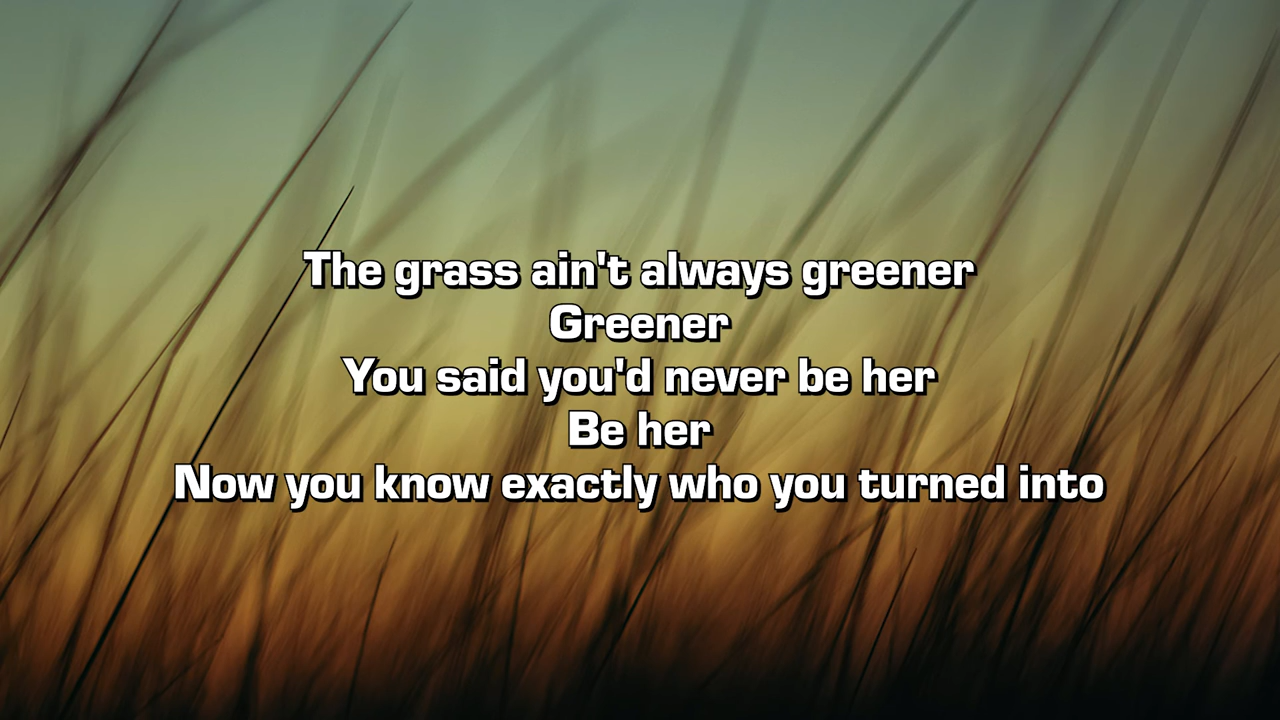 The grass ain't always greener
Greener
You said you'd never be her
Be her
Now you know exactly who you turned into